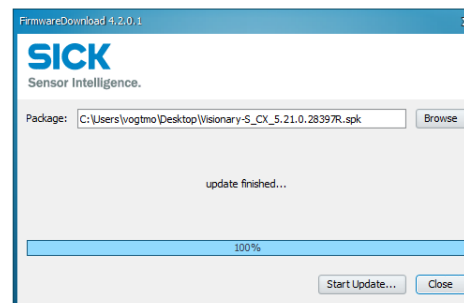 FirmwareDownload 4.2.0.1
SICK
Sensor Intelligence.
Package: C:\Users\vogtmo\Desktop\Visionary-S_CX_5.21.0.28397R.spk Browse
update finished...
100%
Start Update... Close